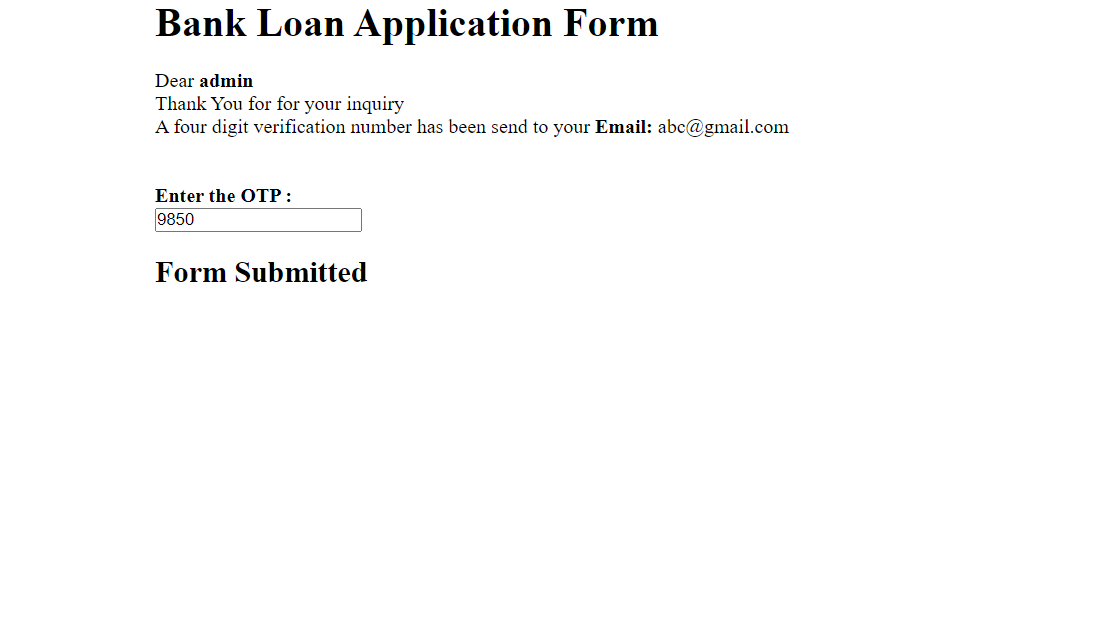 Bank Loan Application Form
Dear admin
Thank You for for your inquiry
A four digit verification number has been send to your Email: abc@gmail.com
Enter the OTP :
9850
Form Submitted